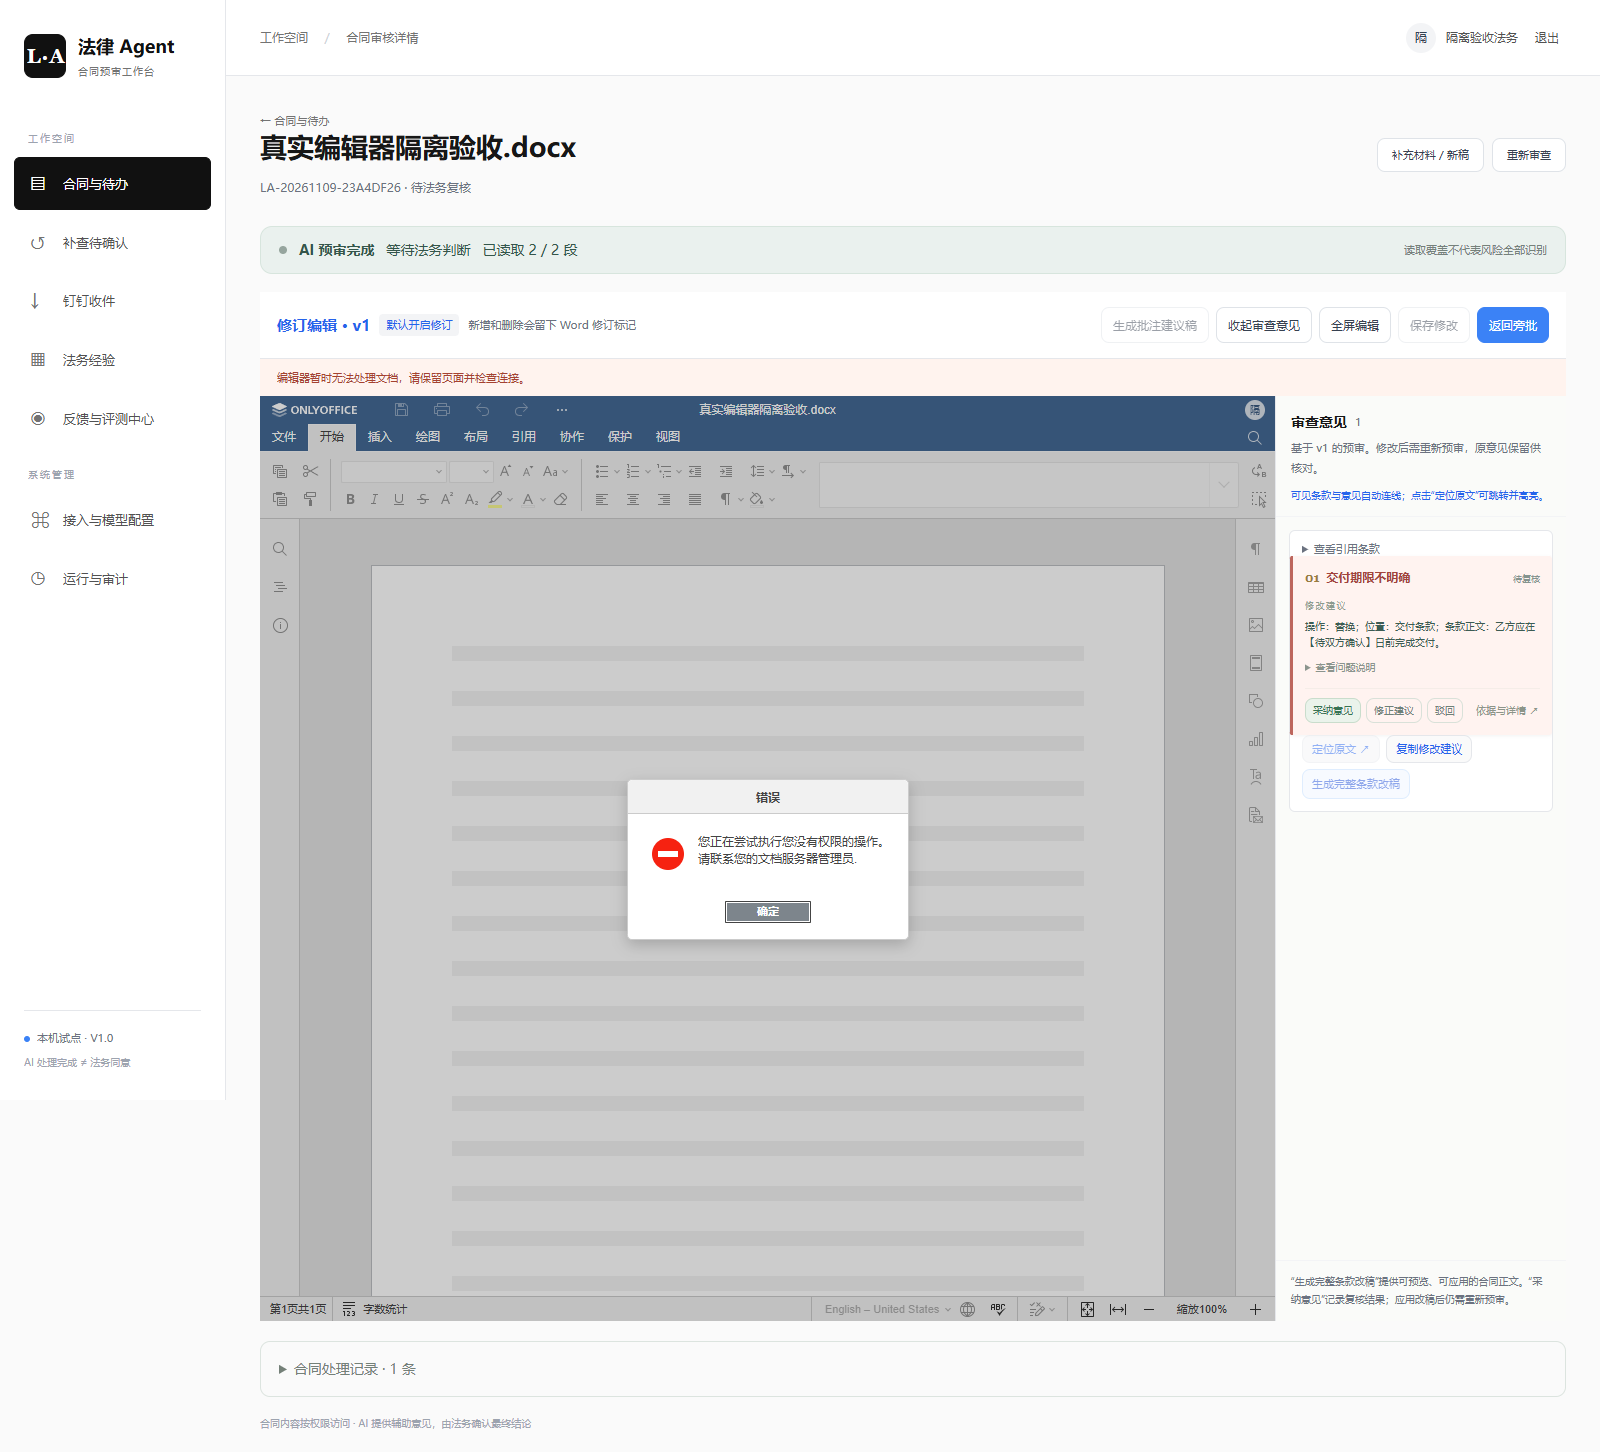 L·A
法律 Agent
合同预审工作台
工作空间
合同与待办
补查待确认
钉钉收件
法务经验
反馈与评测中心
系统管理
接入与模型配置
运行与审计
本机试点 · V1.0
AI 处理完成 ≠ 法务同意
工作空间 / 合同审核详情
隔 隔离验收法务 退出
← 合同与待办
真实编辑器隔离验收.docx
LA-20261109-23A4DF26 · 待法务复核
补充材料 / 新稿
重新审查
AI 预审完成 等待法务判断 已读取 2 / 2 段
读取覆盖不代表风险全部识别
修订编辑 • v1 默认开启修订 新增和删除会留下 Word 修订标记
生成批注建议稿 收起审查意见 全屏编辑 保存修改 返回旁批
编辑器暂时无法处理文档，请保留页面并检查连接。
ONLYOFFICE
真实编辑器隔离验收.docx
隔
文件 开始 插入 绘图 布局 引用 协作 保护 视图
错误
您正在尝试执行您没有权限的操作。
请联系您的文档服务器管理员.
确定
第1页共1页 字数统计
English – United States
缩放100%
审查意见 1
基于 v1 的预审。修改后需重新预审，原意见保留供
核对。
可见条款与意见自动连线；点击“定位原文”可跳转并高亮。
▶ 查看引用条款
01 交付期限不明确 待复核
修改建议
操作：替换；位置：交付条款；条款正文：乙方应在
【待双方确认】日前完成交付。
▶ 查看问题说明
采纳意见 修正建议 驳回 依据与详情 ↗
定位原文 ↗ 复制修改建议
生成完整条款改稿
“生成完整条款改稿”提供可预览、可应用的合同正文。“采
纳意见”记录复核结果；应用改稿后仍需重新预审。
▶ 合同处理记录 · 1 条
合同内容按权限访问 · AI 提供辅助意见，由法务确认最终结论